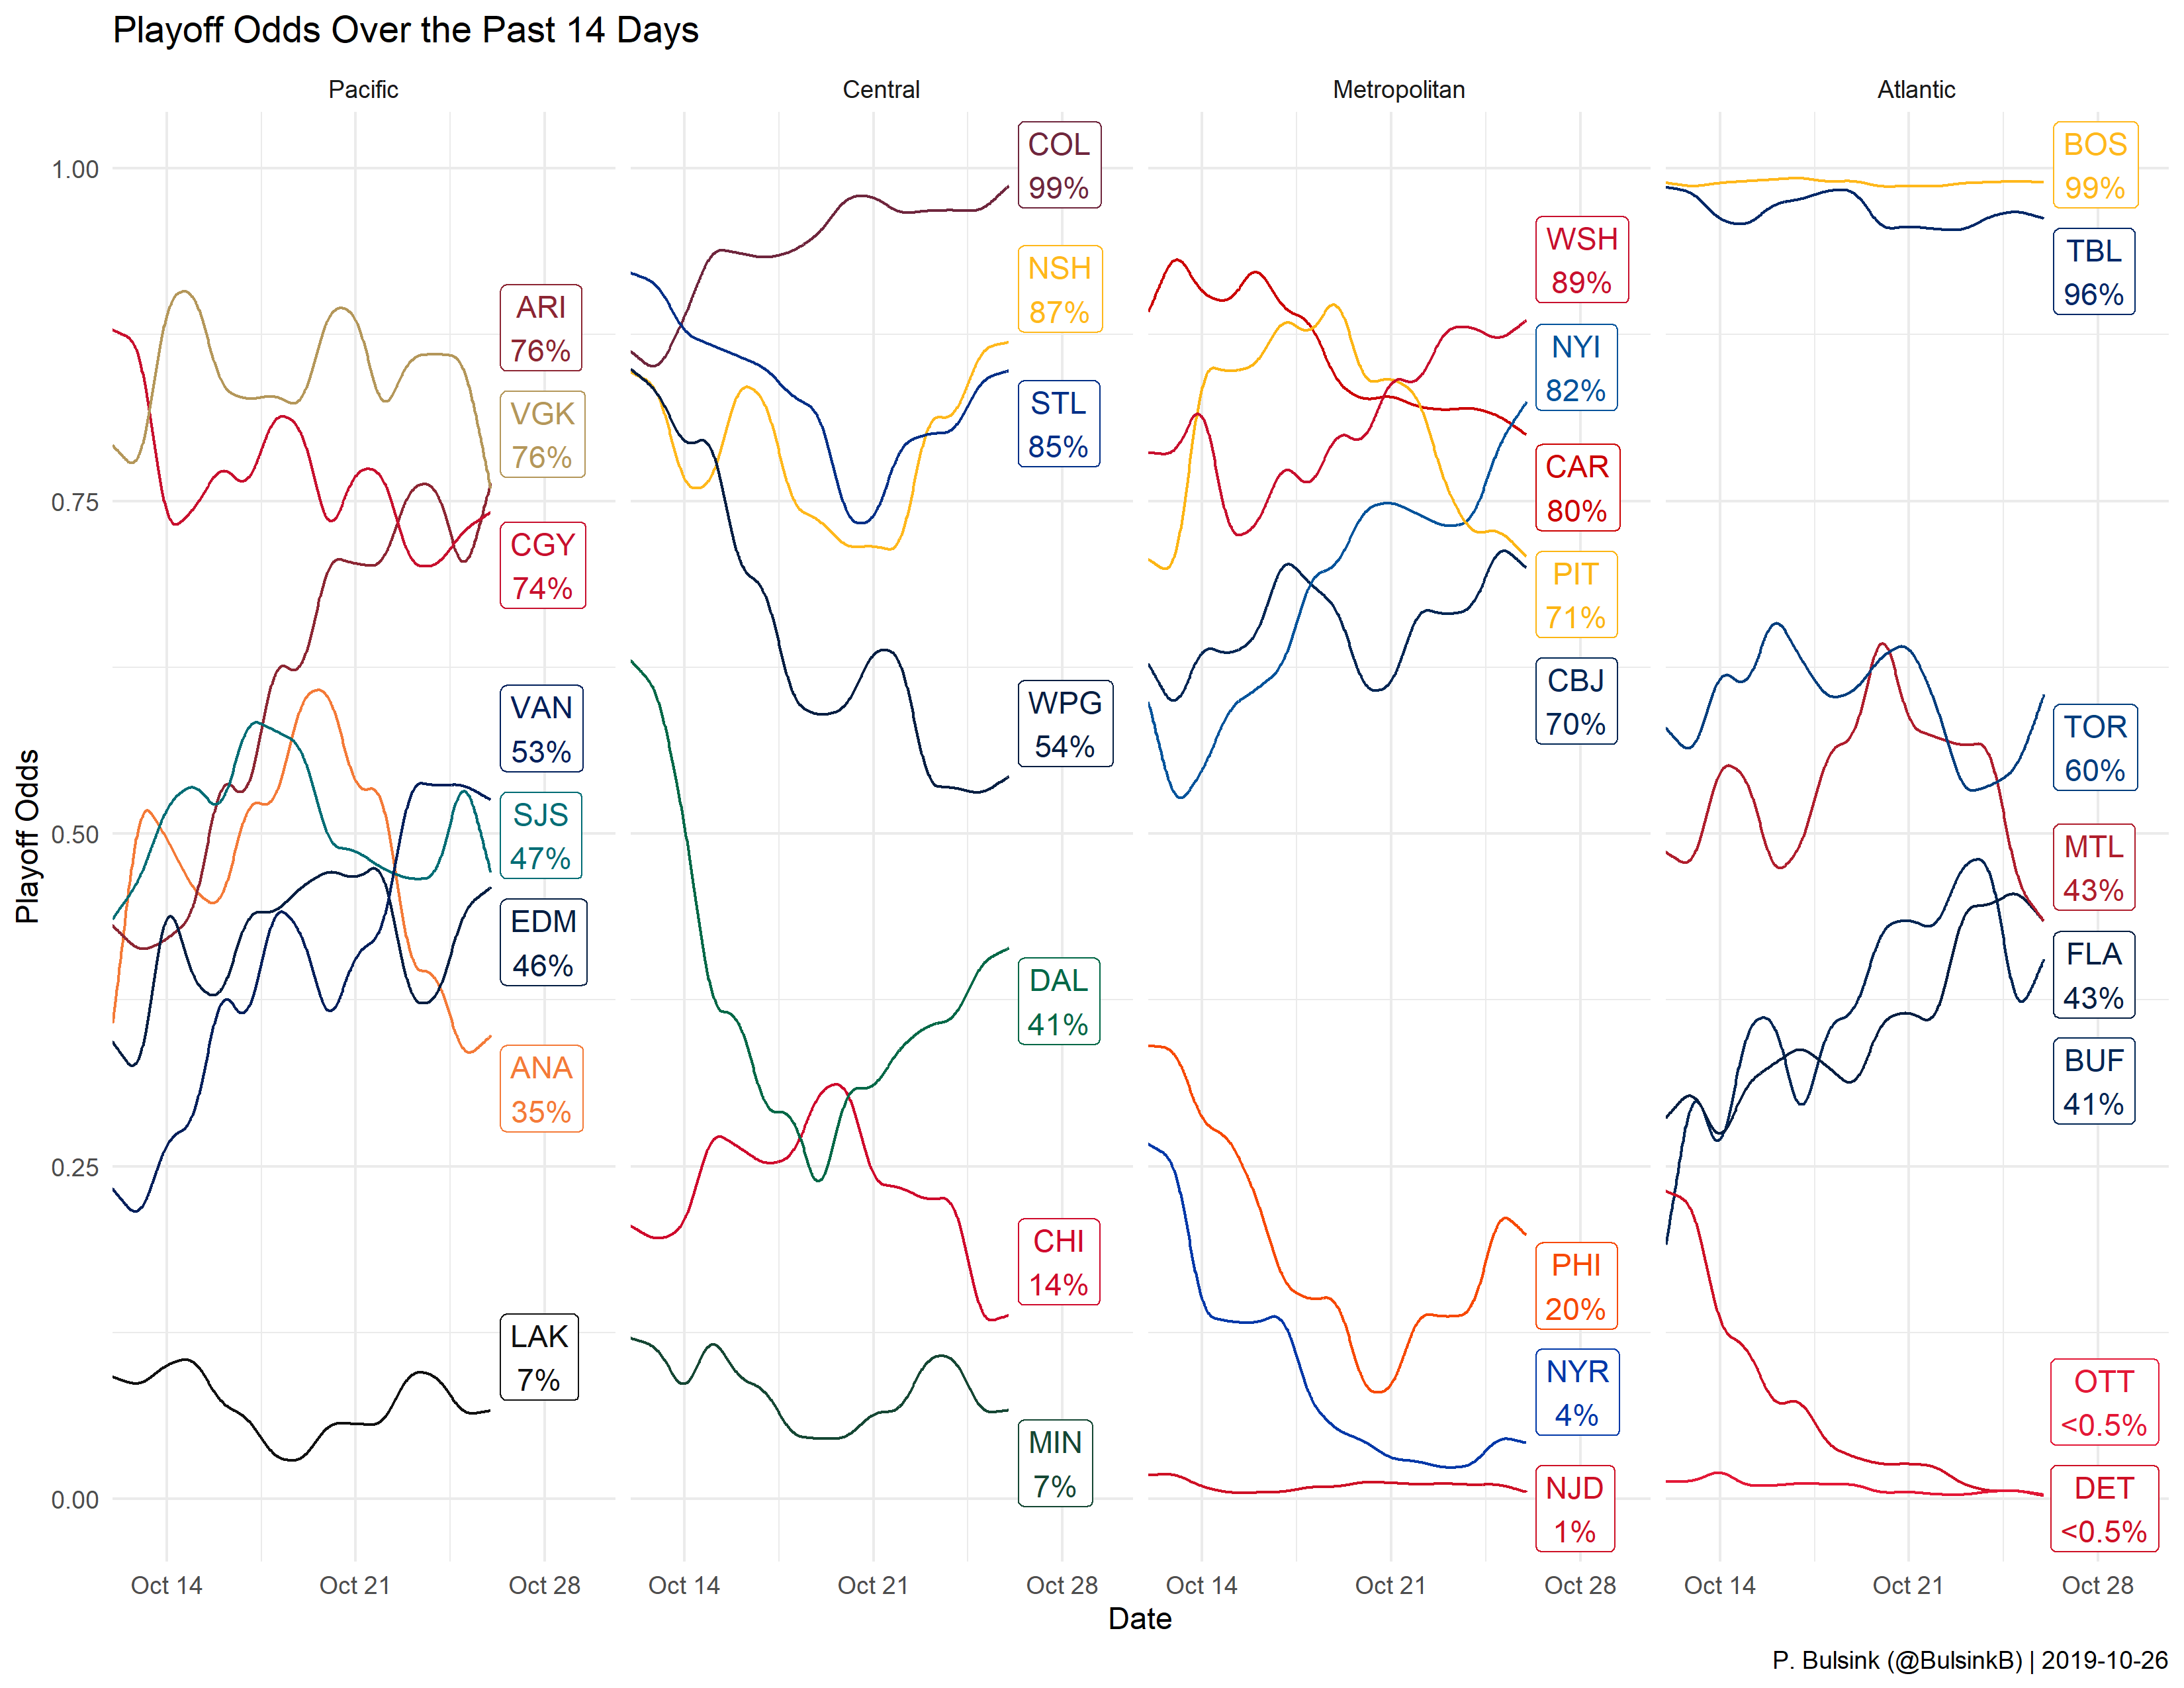 Playoff Odds Over the Past 14 Days
Pacific
Central
Metropolitan
Atlantic
Playoff Odds
1.00
0.75
0.50
0.25
0.00
ARI
76%
VGK
76%
CGY
74%
VAN
53%
SJS
47%
EDM
46%
ANA
35%
LAK
7%
COL
99%
NSH
87%
STL
85%
WPG
54%
DAL
41%
CHI
14%
MIN
7%
WSH
89%
NYI
82%
CAR
80%
PIT
71%
CBJ
70%
PHI
20%
NYR
4%
NJD
1%
BOS
99%
TBL
96%
TOR
60%
MTL
43%
FLA
43%
BUF
41%
OTT
<0.5%
DET
<0.5%
Oct 14
Oct 21
Oct 28
Oct 14
Oct 21
Oct 28
Oct 14
Oct 21
Oct 28
Oct 14
Oct 21
Oct 28
Date
P. Bulsink (@BulsinkB) | 2019-10-26